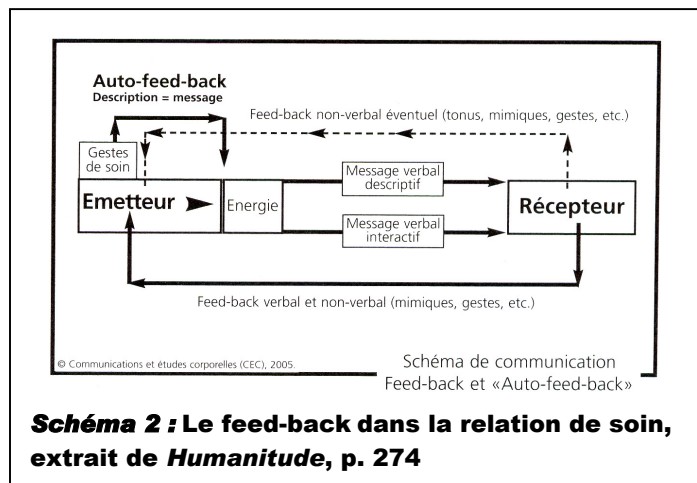 Auto-feed-back
Description = message
Feed-back non-verbal éventuel (tonus, mimiques, gestes, etc.)
Gestes
de soin
Message verbal
descriptif
Emetteur
Energie
Récepteur
Message verbal
interactif
Feed-back verbal et non-verbal (mimiques, gestes, etc.)
© Communications et études corporelles (CEC), 2005.
Schéma de communication
Feed-back et «Auto-feed-back»
Schéma 2 : Le feed-back dans la relation de soin,
extrait de Humanitude, p. 274